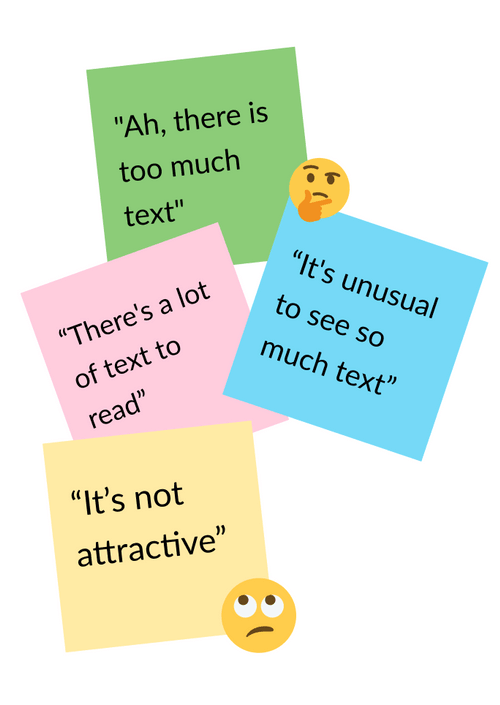 "Ah, there is
too much
text"
“It's unusual
to see so
much text”
“There's a lot
of text to
read”
“It’s not
attractive”